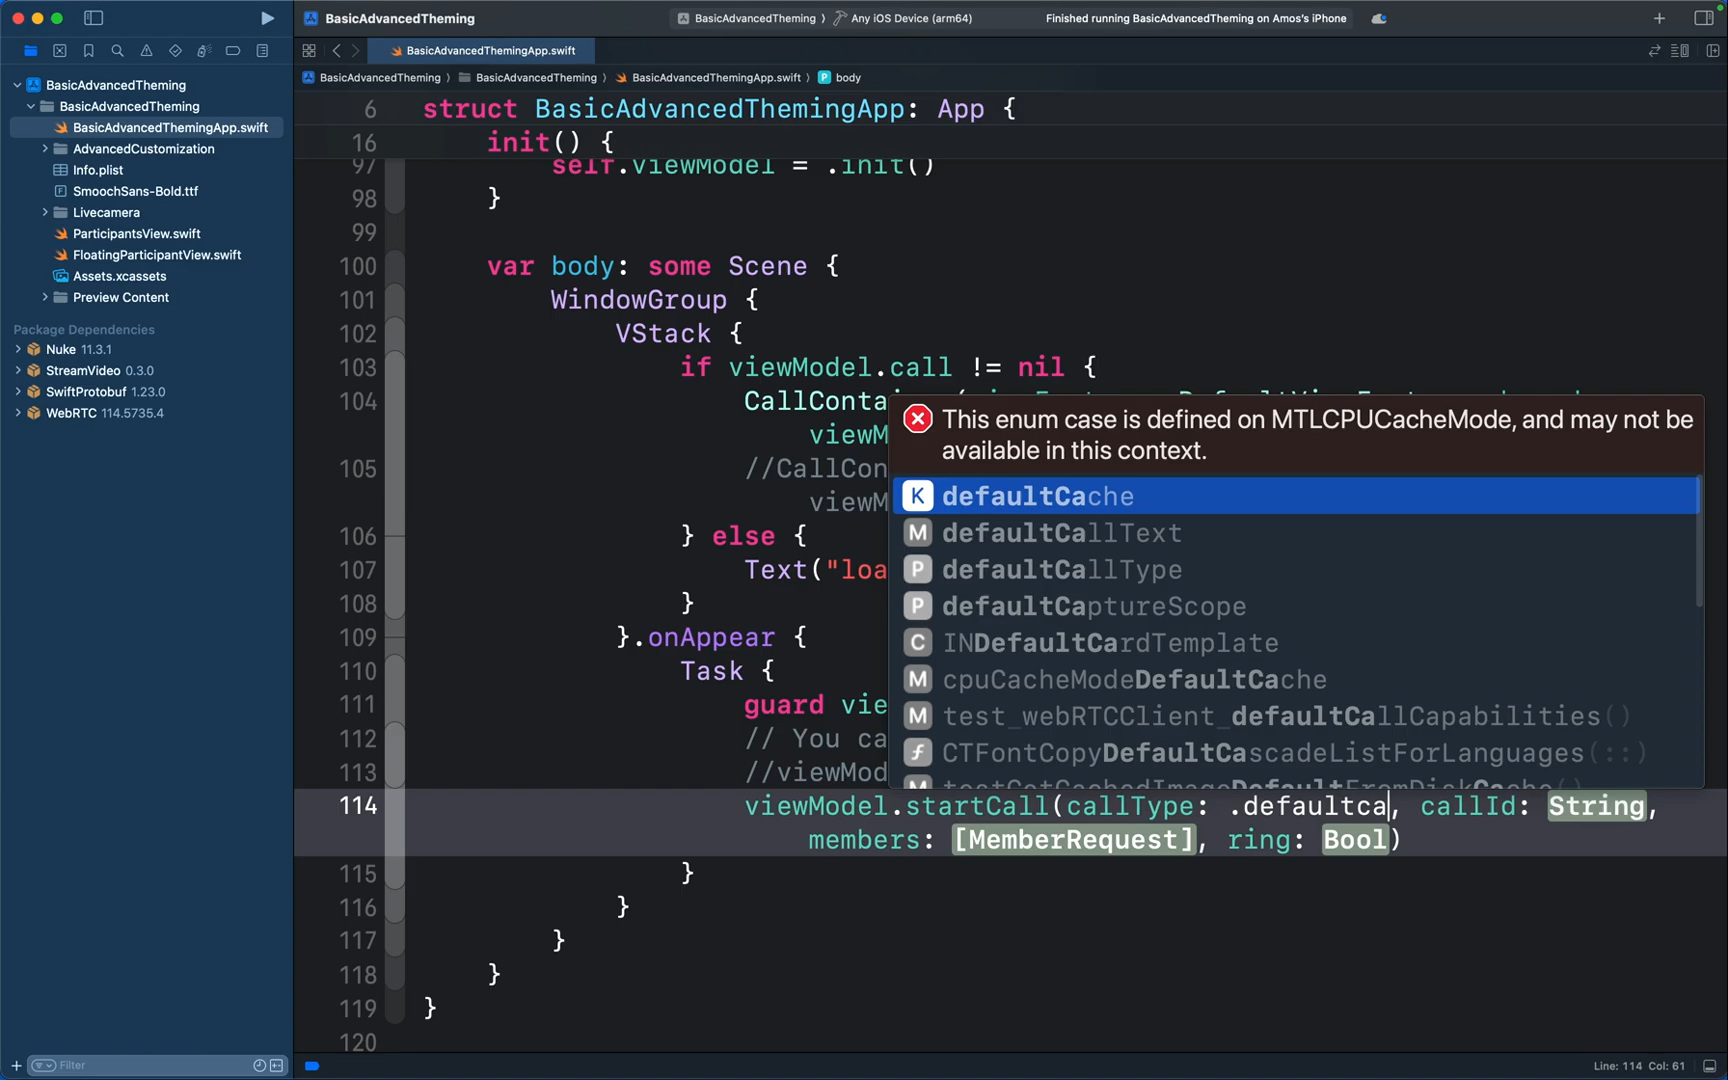 BasicAdvancedTheming
BasicAdvancedTheming
Any iOS Device (arm64)
Finished running BasicAdvancedTheming on Amos's iPhone
BasicAdvancedThemingApp.swift
BasicAdvancedTheming
BasicAdvancedTheming
BasicAdvancedThemingApp.swift
P body
BasicAdvancedTheming
BasicAdvancedTheming
BasicAdvancedThemingApp.swift
AdvancedCustomization
Info.plist
SmoochSans-Bold.ttf
Livecamera
ParticipantsView.swift
FloatingParticipantView.swift
Assets.xcassets
Preview Content
Package Dependencies
Nuke 11.3.1
StreamVideo 0.3.0
SwiftProtobuf 1.23.0
WebRTC 114.5735.4
Filter
6 struct BasicAdvancedThemingApp: App {
16 init() {
97 self.viewModel = .init()
98 }
99
100 var body: some Scene {
101 WindowGroup {
102 VStack {
103 if viewModel.call != nil {
104 CallConta
viewM
105 //CallCon
viewM
106 } else {
107 Text("loa
108 }
109 }.onAppear {
110 Task {
111 guard vie
112 // You ca
113 //viewMod
114 viewModel.startCall(callType: .defaultca, callId: String,
members: [MemberRequest], ring: Bool)
115 }
116 }
117 }
118 }
119 }
120
This enum case is defined on MTLCPUCacheMode, and may not be
available in this context.
K defaultCache
M defaultCallText
P defaultCallType
P defaultCaptureScope
C INDefaultCardTemplate
M cpuCacheModeDefaultCache
M test_webRTCClient_defaultCallCapabilities()
f CTFontCopyDefaultCascadeListForLanguages(::)
Line: 114 Col: 61